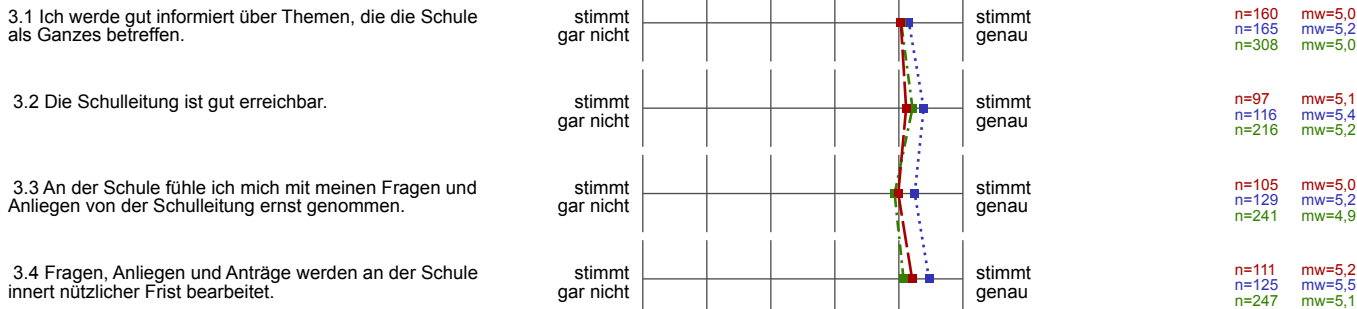 3.1 Ich werde gut informiert über Themen, die die Schule
als Ganzes betreffen.
stimmt
gar nicht
stimmt
genau
n=160 mw=5,0
n=165 mw=5,2
n=308 mw=5,0
3.2 Die Schulleitung ist gut erreichbar.
stimmt
gar nicht
stimmt
genau
n=97 mw=5,1
n=116 mw=5,4
n=216 mw=5,2
3.3 An der Schule fühle ich mich mit meinen Fragen und
Anliegen von der Schulleitung ernst genommen.
stimmt
gar nicht
stimmt
genau
n=105 mw=5,0
n=129 mw=5,2
n=241 mw=4,9
3.4 Fragen, Anliegen und Anträge werden an der Schule
innert nützlicher Frist bearbeitet.
stimmt
gar nicht
stimmt
genau
n=111 mw=5,2
n=125 mw=5,5
n=247 mw=5,1